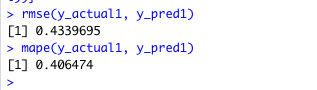 > rmse(y_actual1, y_pred1)
[1] 0.4339695
> mape(y_actual1, y_pred1)
[1] 0.406474
>